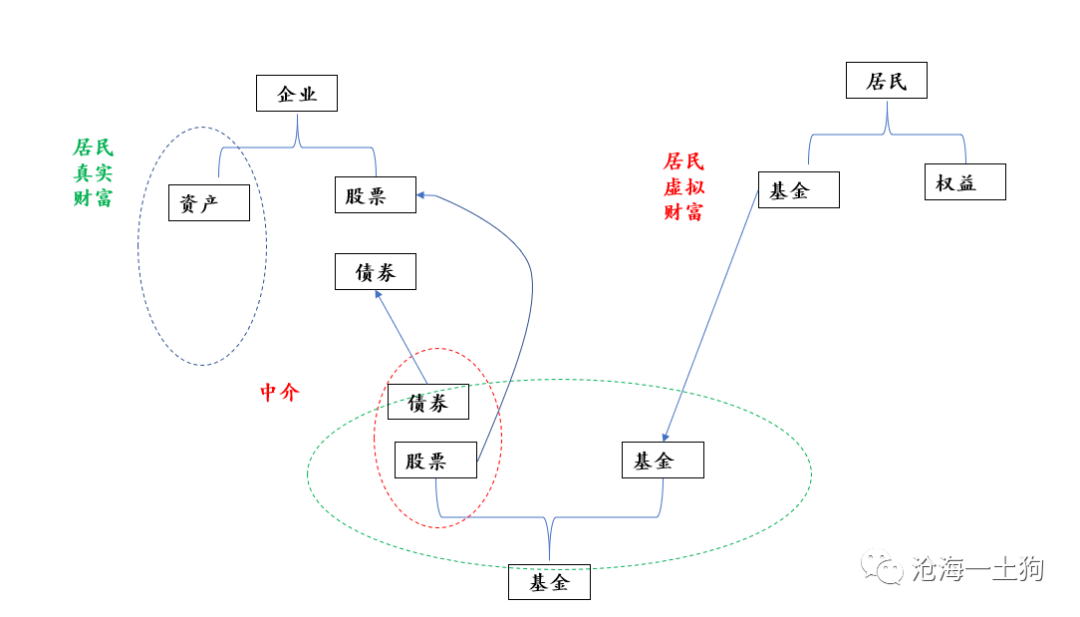 居民
企业
居民
真实
财富
居民
虚拟
财富
资产
股票
基金
权益
债券
中介
债券
股票
基金
基金
沧海一土狗